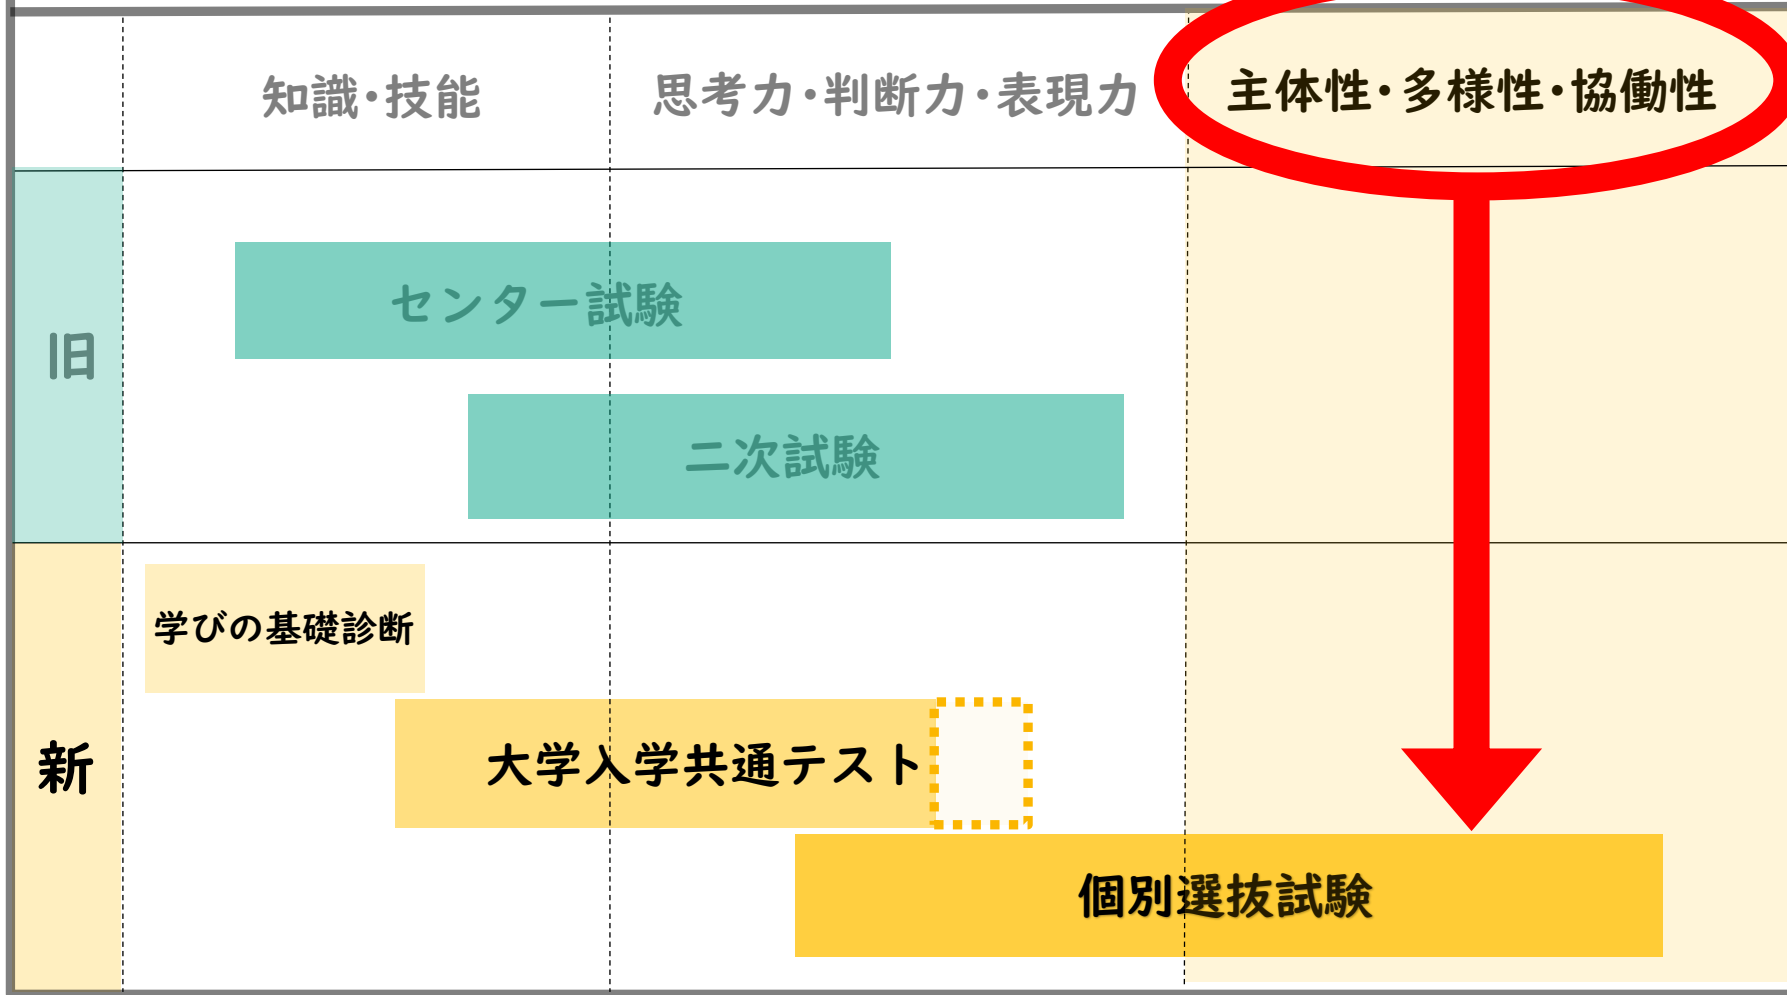 知識・技能
思考力・判断力・表現力
主体性・多様性・協働性
旧
センター試験
二次試験
新
学びの基礎診断
大学入学共通テスト
個別選抜試験